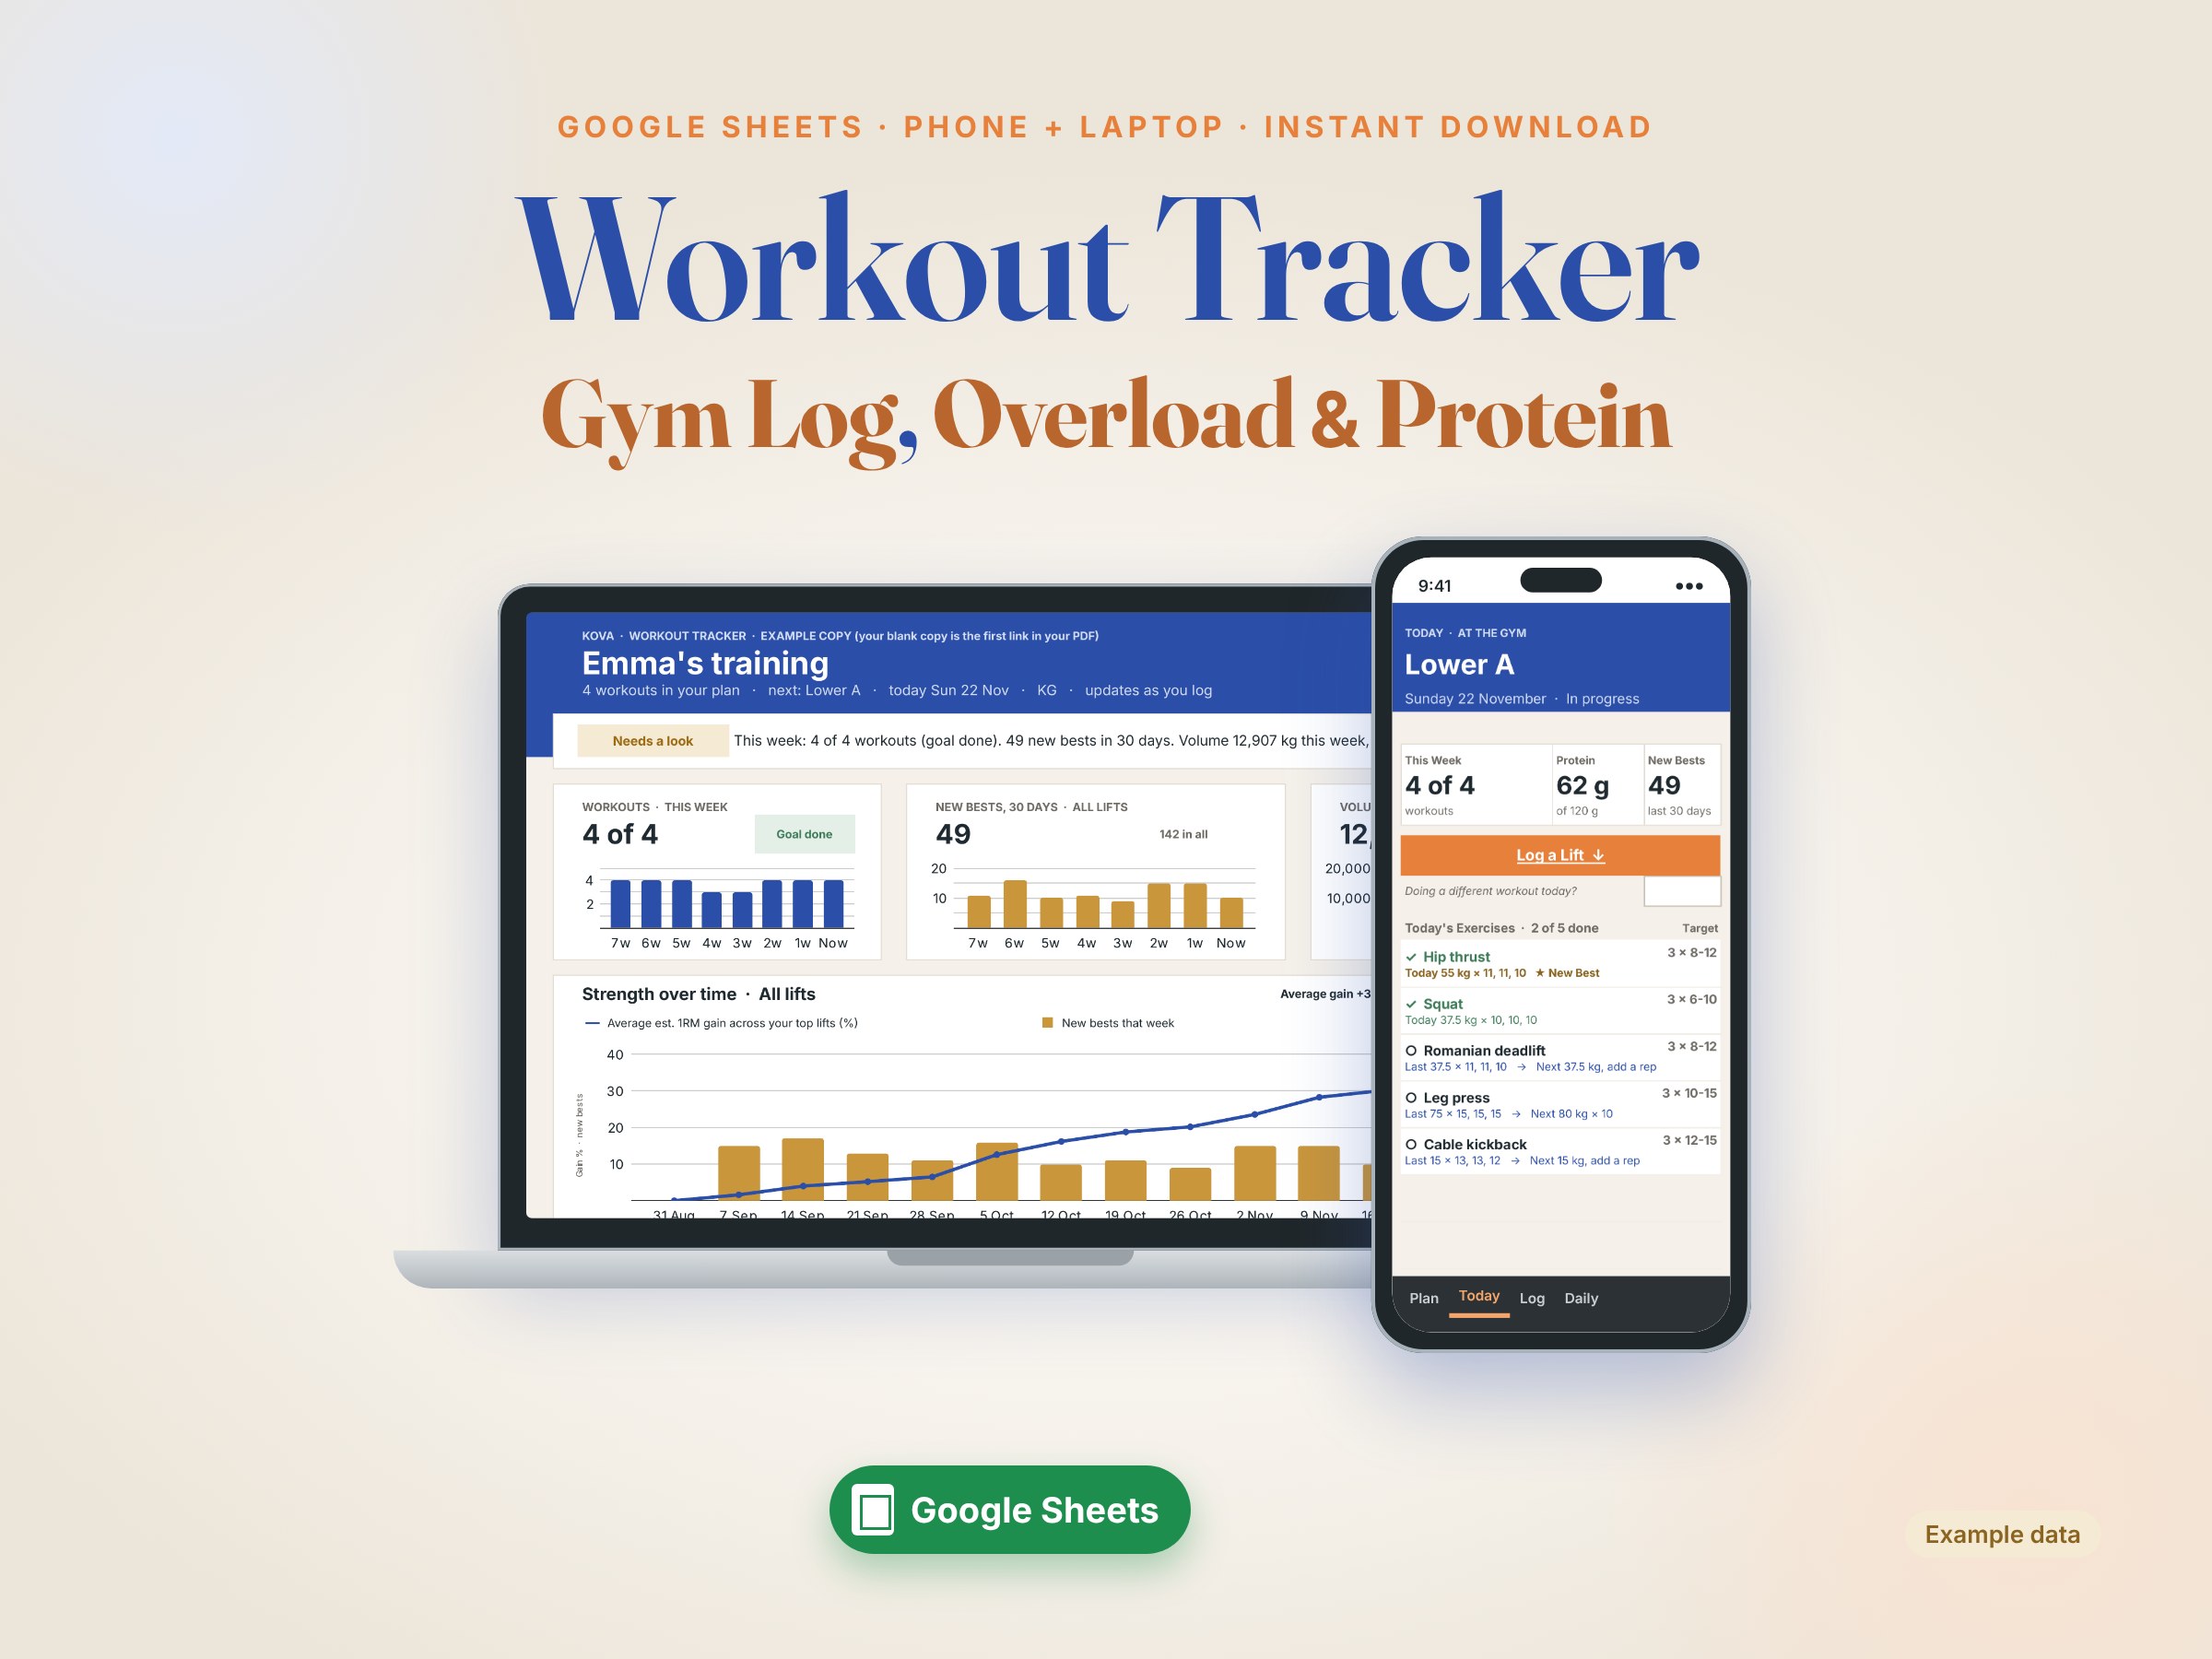 GOOGLE SHEETS · PHONE + LAPTOP · INSTANT DOWNLOAD
Workout Tracker
Gym Log, Overload & Protein
KOVA · WORKOUT TRACKER · EXAMPLE COPY (your blank copy is the first link in your PDF)
Emma's training
4 workouts in your plan · next: Lower A · today Sun 22 Nov · KG · updates as you log
Needs a look
This week: 4 of 4 workouts (goal done). 49 new bests in 30 days. Volume 12,907 kg this week,
WORKOUTS · THIS WEEK
4 of 4
Goal done
4
2
7w 6w 5w 4w 3w 2w 1w Now
NEW BESTS, 30 DAYS · ALL LIFTS
49
142 in all
20
10
7w 6w 5w 4w 3w 2w 1w Now
VOLU
12,
20,000
10,000
Strength over time · All lifts
Average gain +3
Average est. 1RM gain across your top lifts (%)
New bests that week
Gain % · new bests
40
30
20
10
31 Aug 7 Sep 14 Sep 21 Sep 28 Sep 5 Oct 12 Oct 19 Oct 26 Oct 2 Nov 9 Nov 16
9:41
TODAY · AT THE GYM
Lower A
Sunday 22 November · In progress
This Week
4 of 4
workouts
Protein
62 g
of 120 g
New Bests
49
last 30 days
Log a Lift ↓
Doing a different workout today?
Today's Exercises · 2 of 5 done Target
✓ Hip thrust 3 × 8-12
Today 55 kg × 11, 11, 10 ★ New Best
✓ Squat 3 × 6-10
Today 37.5 kg × 10, 10, 10
Romanian deadlift 3 × 8-12
Last 37.5 × 11, 11, 10 → Next 37.5 kg, add a rep
Leg press 3 × 10-15
Last 75 × 15, 15, 15 → Next 80 kg × 10
Cable kickback 3 × 12-15
Last 15 × 13, 13, 12 → Next 15 kg, add a rep
Plan Today Log Daily
Google Sheets
Example data